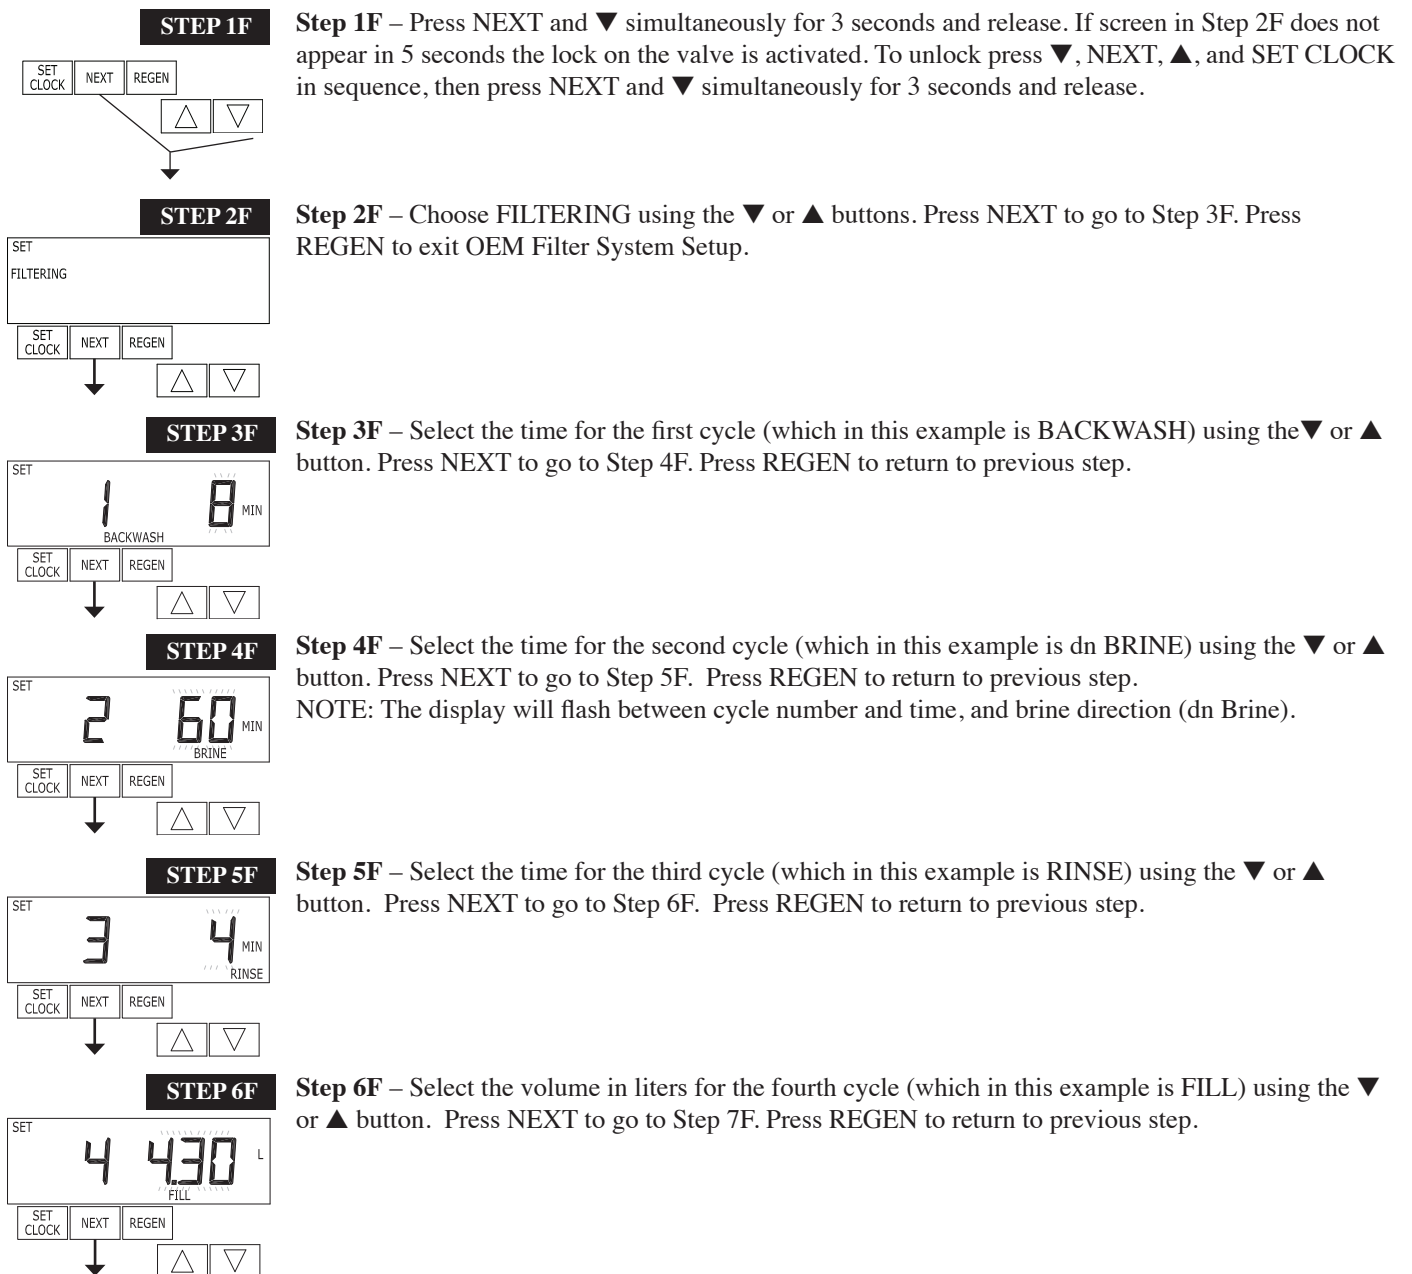 STEP 1F
Step 1F – Press NEXT and ▼ simultaneously for 3 seconds and release. If screen in Step 2F does not
appear in 5 seconds the lock on the valve is activated. To unlock press ▼, NEXT, ▲, and SET CLOCK
in sequence, then press NEXT and ▼ simultaneously for 3 seconds and release.
SET CLOCK NEXT REGEN
△ ▽
STEP 2F
Step 2F – Choose FILTERING using the ▼ or ▲ buttons. Press NEXT to go to Step 3F. Press
REGEN to exit OEM Filter System Setup.
SET
FILTERING
SET CLOCK NEXT REGEN
△ ▽
STEP 3F
Step 3F – Select the time for the first cycle (which in this example is BACKWASH) using the▼ or ▲
button. Press NEXT to go to Step 4F. Press REGEN to return to previous step.
SET
1 8 MIN
BACKWASH
SET CLOCK NEXT REGEN
△ ▽
STEP 4F
Step 4F – Select the time for the second cycle (which in this example is dn BRINE) using the ▼ or ▲
button. Press NEXT to go to Step 5F. Press REGEN to return to previous step.
NOTE: The display will flash between cycle number and time, and brine direction (dn Brine).
SET
2 60 MIN
BRINE
SET CLOCK NEXT REGEN
△ ▽
STEP 5F
Step 5F – Select the time for the third cycle (which in this example is RINSE) using the ▼ or ▲
button. Press NEXT to go to Step 6F. Press REGEN to return to previous step.
SET
3 4 MIN
RINSE
SET CLOCK NEXT REGEN
△ ▽
STEP 6F
Step 6F – Select the volume in liters for the fourth cycle (which in this example is FILL) using the ▼
or ▲ button. Press NEXT to go to Step 7F. Press REGEN to return to previous step.
SET
4 4.30 L
FILL
SET CLOCK NEXT REGEN
△ ▽